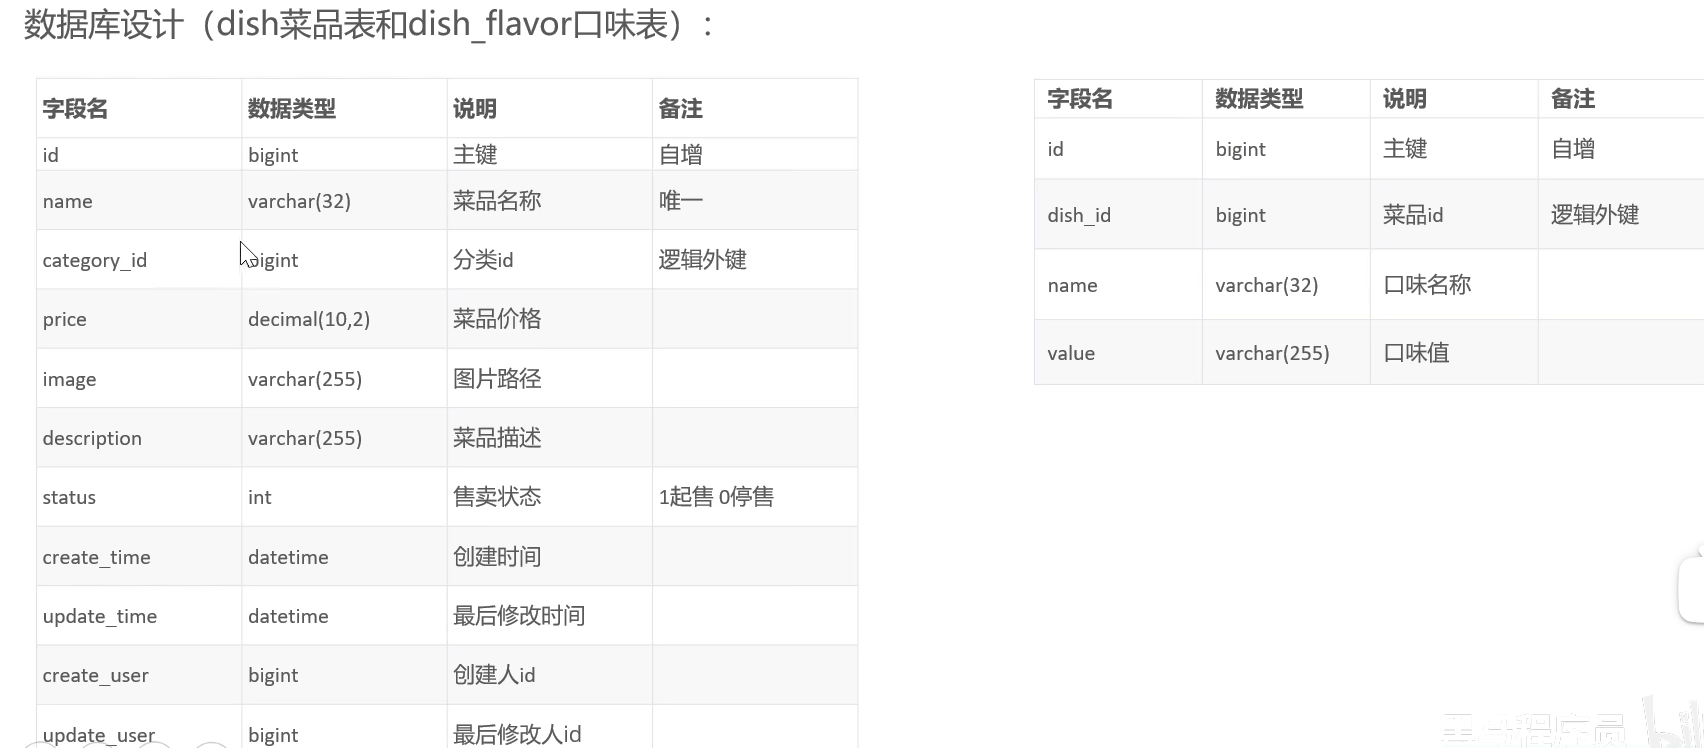 数据库设计（dish菜品表和dish_flavor口味表）：
字段名 数据类型 说明 备注
id bigint 主键 自增
name varchar(32) 菜品名称 唯一
category_id bigint 分类id 逻辑外键
price decimal(10,2) 菜品价格
image varchar(255) 图片路径
description varchar(255) 菜品描述
status int 售卖状态 1起售 0停售
create_time datetime 创建时间
update_time datetime 最后修改时间
create_user bigint 创建人id
update_user bigint 最后修改人id
字段名 数据类型 说明 备注
id bigint 主键 自增
dish_id bigint 菜品id 逻辑外键
name varchar(32) 口味名称
value varchar(255) 口味值
黑马程序员